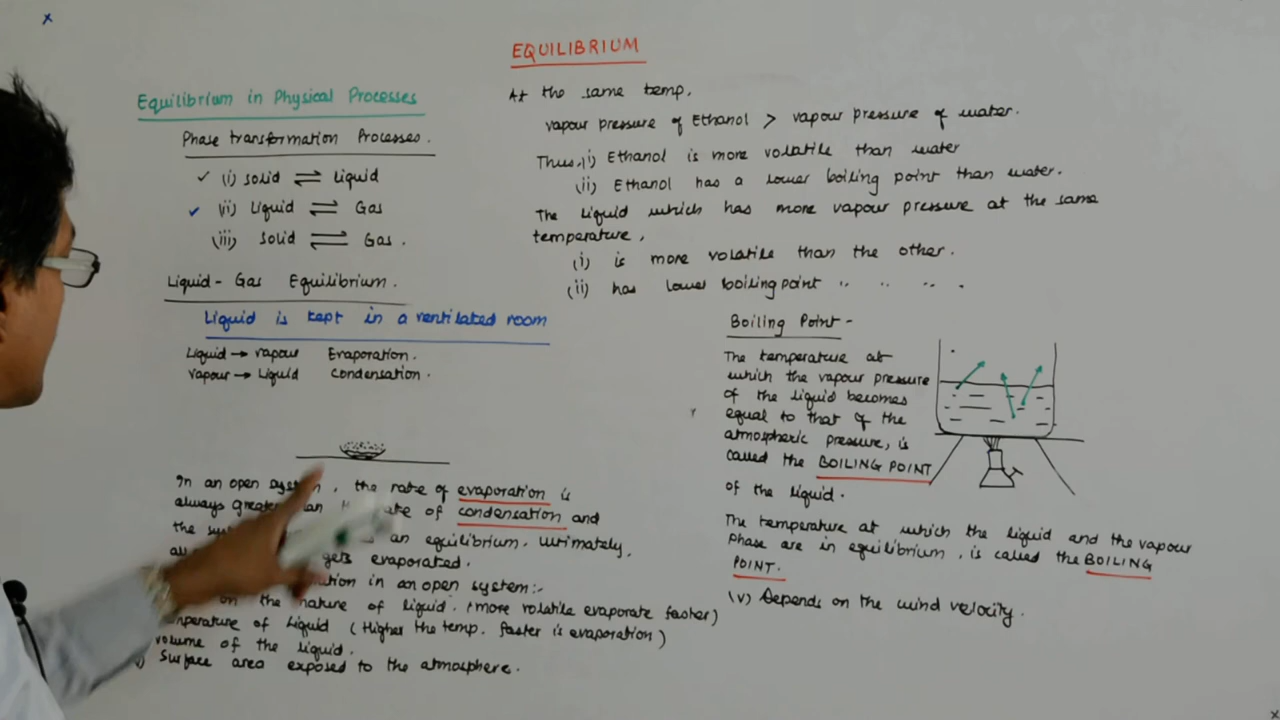 EQUILIBRIUM
Equilibrium in Physical Processes
Phase transformation Processes.
(i) Solid ⇌ Liquid
(ii) Liquid ⇌ Gas
(iii) Solid ⇌ Gas.
Liquid - Gas Equilibrium.
Liquid is kept in a ventilated room
Liquid → vapour Evaporation.
Vapour → Liquid Condensation.
In an open , the rate of evaporation is
always of condensation and
the an equilibrium. Ultimately,
gets evaporated.
in an open system:-
on the nature of liquid. (more volatile evaporate faster)
of liquid (Higher the temp. faster is evaporation)
volume of the liquid.
Surface area exposed to the atmosphere.
At the same temp.
vapour pressure of Ethanol > vapour pressure of water.
Thus, (i) Ethanol is more volatile than water
(ii) Ethanol has a lower boiling point than water.
The liquid which has more vapour pressure at the same
temperature,
(i) is more volatile than the other.
(ii) has lower boiling point " " " "
Boiling Point -
The temperature at
which the vapour pressure
of the liquid becomes
equal to that of the
atmospheric pressure, is
called the BOILING POINT
of the liquid.
The temperature at which the liquid and the vapour
phase are in equilibrium, is called the BOILING
POINT.
(v) Depends on the wind velocity.